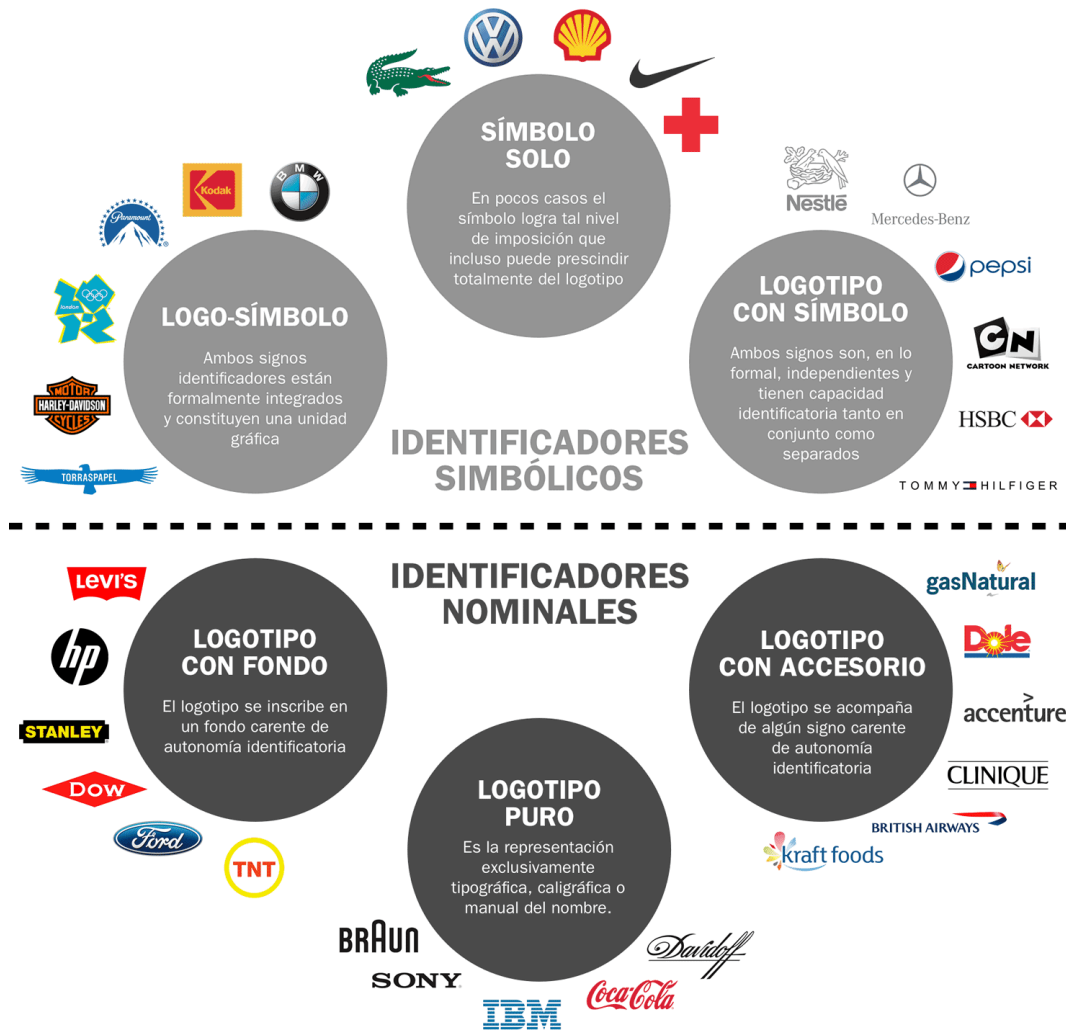 SÍMBOLO
SOLO
En pocos casos el
símbolo logra tal nivel
de imposición que
incluso puede prescindir
totalmente del logotipo
Kodak
BMW
Paramount
london
LOGO-SÍMBOLO
Ambos signos
identificadores están
formalmente integrados
y constituyen una unidad
gráfica
MOTOR
HARLEY-DAVIDSON
CYCLES
TORRASPAPEL
Nestlē
Mercedes-Benz
pepsi
CN
CARTOON NETWORK
HSBC
TOMMY HILFIGER
LOGOTIPO
CON SÍMBOLO
Ambos signos son, en lo
formal, independientes y
tienen capacidad
identificatoria tanto en
conjunto como
separados
IDENTIFICADORES
SIMBÓLICOS
IDENTIFICADORES
NOMINALES
LEVI'S
hp
STANLEY
DOW
Ford
TNT
LOGOTIPO
CON FONDO
El logotipo se inscribe en
un fondo carente de
autonomía identificatoria
LOGOTIPO
CON ACCESORIO
El logotipo se acompaña
de algún signo carente
de autonomía
identificatoria
gasNatural
Dole
accenture
CLINIQUE
BRITISH AIRWAYS
kraft foods
LOGOTIPO
PURO
Es la representación
exclusivamente
tipográfica, caligráfica o
manual del nombre.
BRAUN
SONY
IBM
Coca-Cola
Davidoff